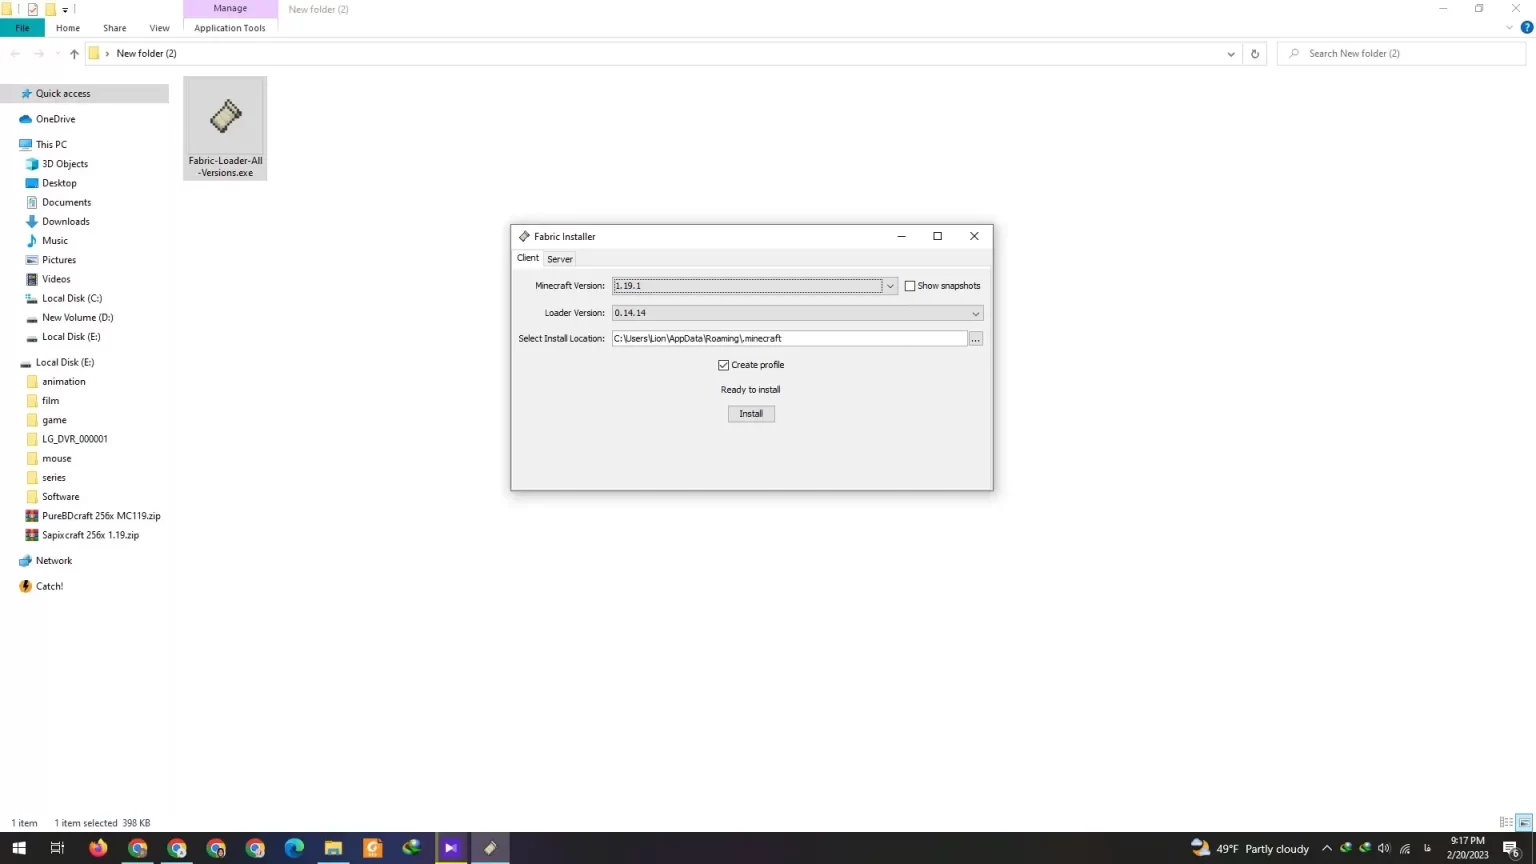 Manage
New folder (2)
File
Home
Share
View
Application Tools
New folder (2)
Search New folder (2)
Quick access
OneDrive
This PC
3D Objects
Desktop
Documents
Downloads
Music
Pictures
Videos
Local Disk (C:)
New Volume (D:)
Local Disk (E:)
Local Disk (E:)
animation
film
game
LG_DVR_000001
mouse
series
Software
PureBDcraft 256x MC119.zip
Sapixcraft 256x 1.19.zip
Network
Catch!
Fabric-Loader-All
-Versions.exe
Fabric Installer
Client
Server
Minecraft Version:
1.19.1
Show snapshots
Loader Version:
0.14.14
Select Install Location:
C:\Users\Lion\AppData\Roaming\.minecraft
...
Create profile
Ready to install
Install
1 item
1 item selected 398 KB
49°F Partly cloudy
فا
9:17 PM
2/20/2023